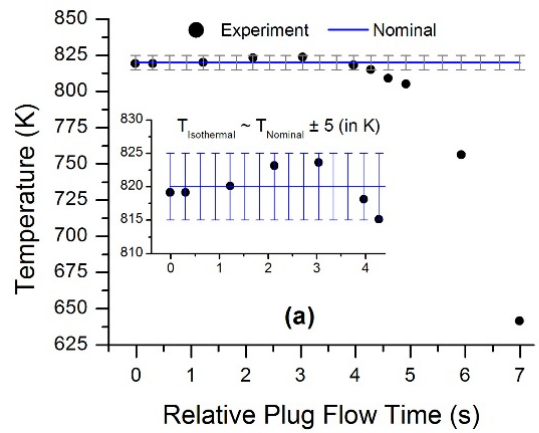 Experiment Nominal
850
825
800
775
750
725
700
675
650
625
Temperature (K)
T_Isothermal ~ T_Nominal ± 5 (in K)
830
825
820
815
810
0 1 2 3 4
(a)
0 1 2 3 4 5 6 7
Relative Plug Flow Time (s)